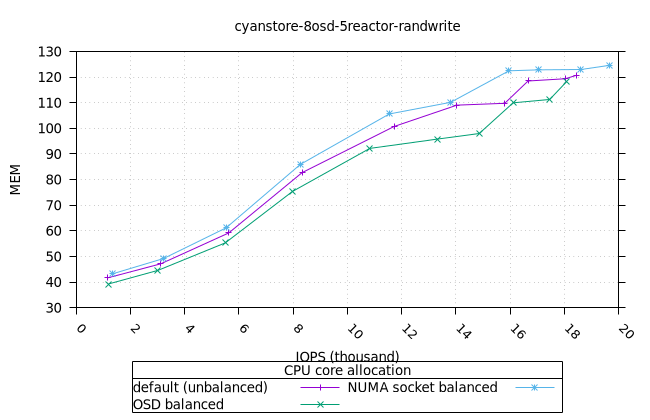 cyanstore-8osd-5reactor-randwrite
130
120
110
100
90
80
70
60
50
40
30
MEM
0 2 4 6 8 10 12 14 16 18 20
IOPS (thousand)
CPU core allocation
default (unbalanced) NUMA socket balanced
OSD balanced